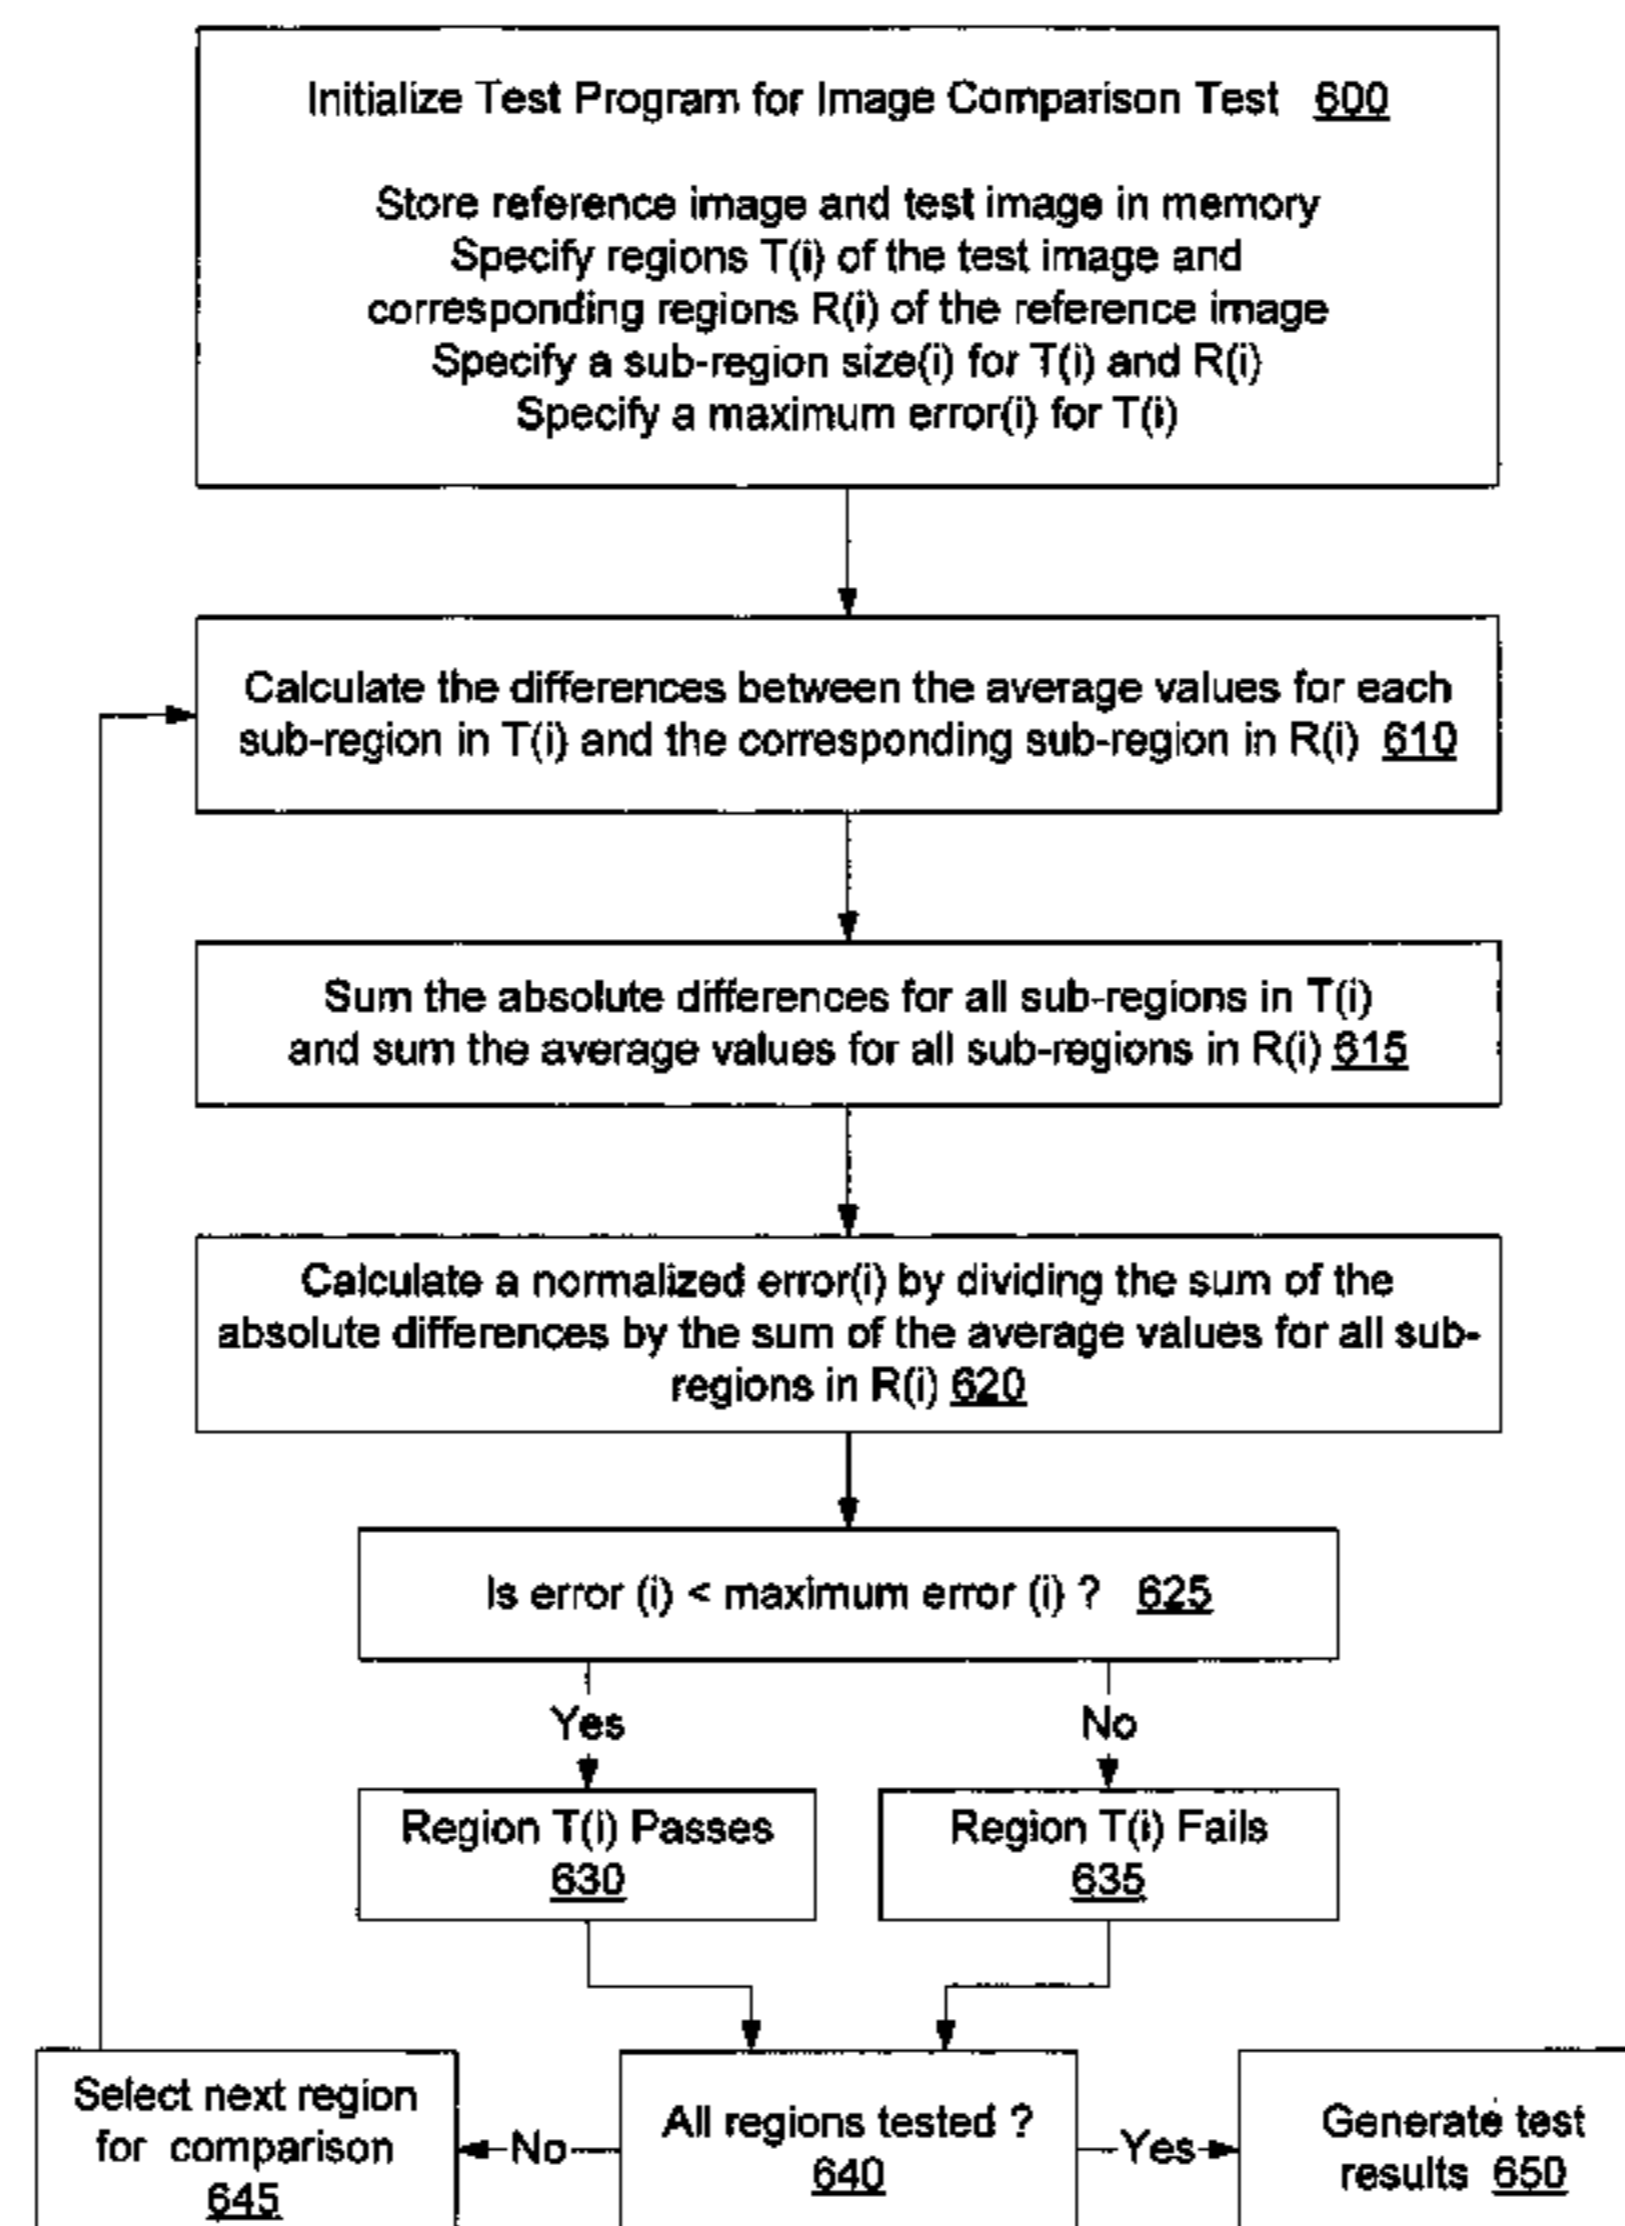 Initialize Test Program for Image Comparison Test 600
Store reference image and test image in memory
Specify regions T(i) of the test image and
corresponding regions R(i) of the reference image
Specify a sub-region size(i) for T(i) and R(i)
Specify a maximum error(i) for T(i)
Calculate the differences between the average values for each
sub-region in T(i) and the corresponding sub-region in R(i) 610
Sum the absolute differences for all sub-regions in T(i)
and sum the average values for all sub-regions in R(i) 615
Calculate a normalized error(i) by dividing the sum of the
absolute differences by the sum of the average values for all sub-
regions in R(i) 620
Is error (i) < maximum error (i) ? 625
Yes
No
Region T(i) Passes
630
Region T(i) Fails
635
Select next region
for comparison
645
No
All regions tested ?
640
Yes
Generate test
results 650